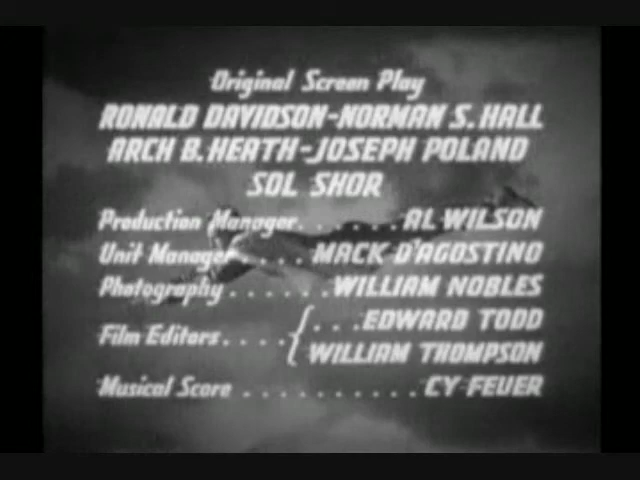 Original Screen Play
RONALD DAVIDSON-NORMAN S. HALL
ARCH B. HEATH-JOSEPH POLAND
SOL SHOR
Production Manager. . . . . . AL WILSON
Unit Manager. . . . . MACK D'AGOSTINO
Photography . . . . . . WILLIAM NOBLES
Film Editors. . . . { . . . EDWARD TODD
WILLIAM THOMPSON
Musical Score . . . . . . . . . . CY FEUER